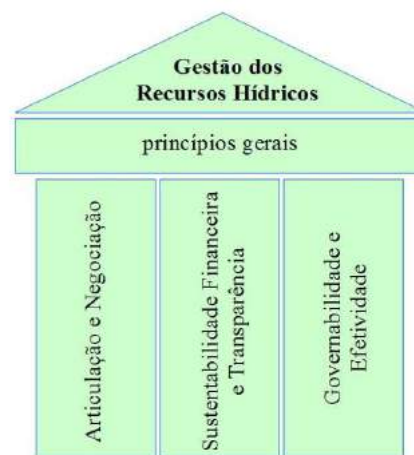 Gestão dos
Recursos Hídricos
princípios gerais
Articulação e Negociação
Sustentabilidade Financeira
e Transparência
Governabilidade e
Efetividade